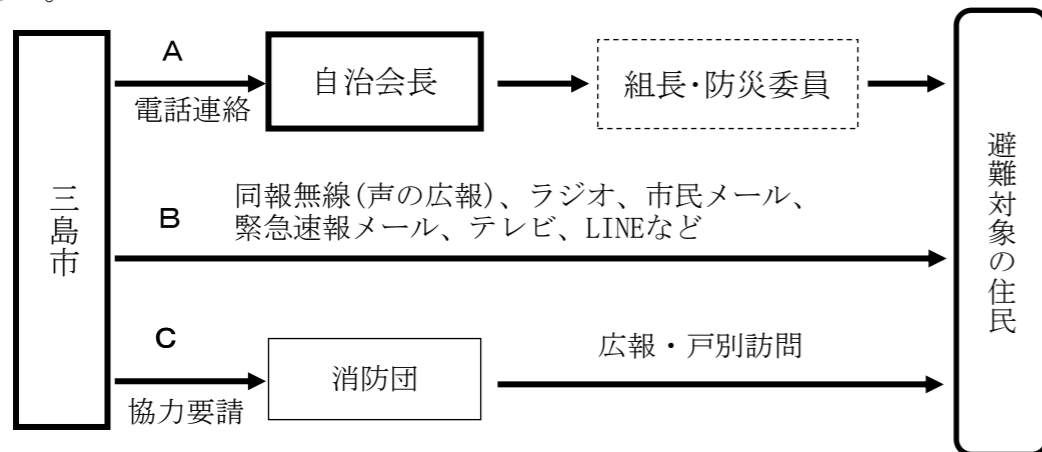 三島市
A
電話連絡
自治会長
組長・防災委員
B
同報無線(声の広報)、ラジオ、市民メール、
緊急速報メール、テレビ、LINEなど
C
協力要請
消防団
広報・戸別訪問
避難対象の住民